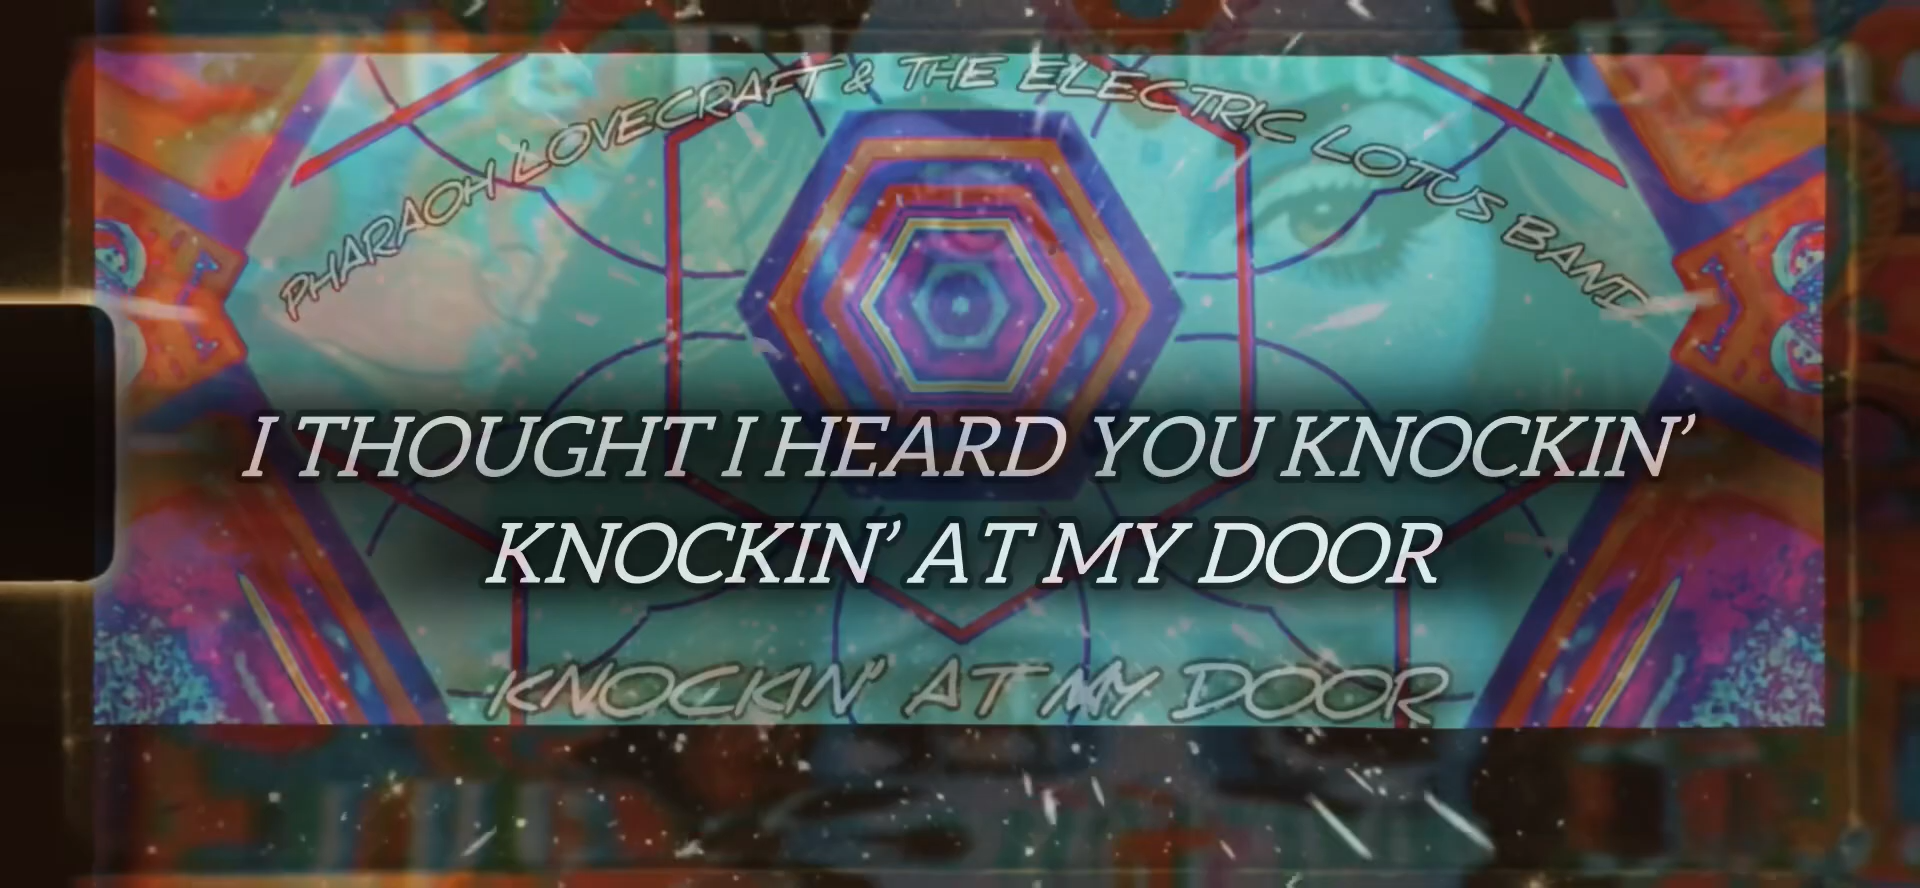 PHARAOH LOVECRAFT & THE ELECTRIC LOTUS BAND
I THOUGHT I HEARD YOU KNOCKIN’
KNOCKIN’ AT MY DOOR
KNOCKIN’ AT MY DOOR